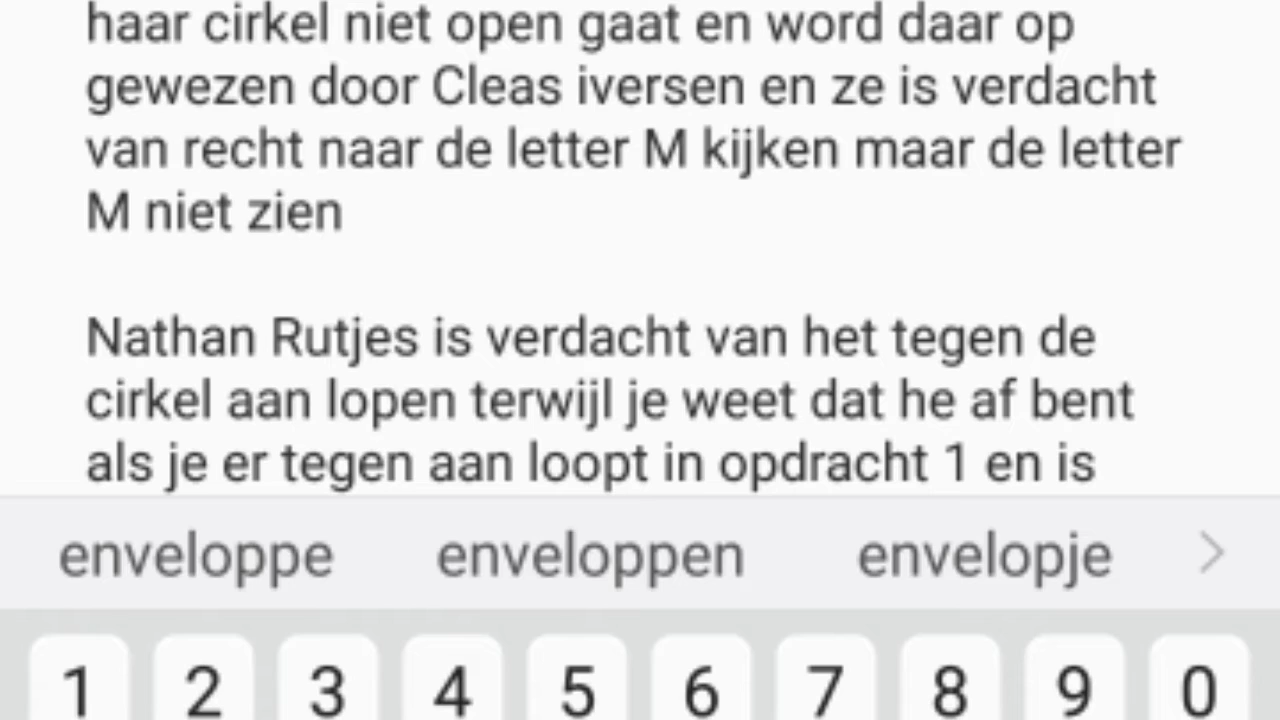 haar cirkel niet open gaat en word daar op
gewezen door Cleas iversen en ze is verdacht
van recht naar de letter M kijken maar de letter
M niet zien
Nathan Rutjes is verdacht van het tegen de
cirkel aan lopen terwijl je weet dat he af bent
als je er tegen aan loopt in opdracht 1 en is
enveloppe enveloppen envelopje >
1 2 3 4 5 6 7 8 9 0